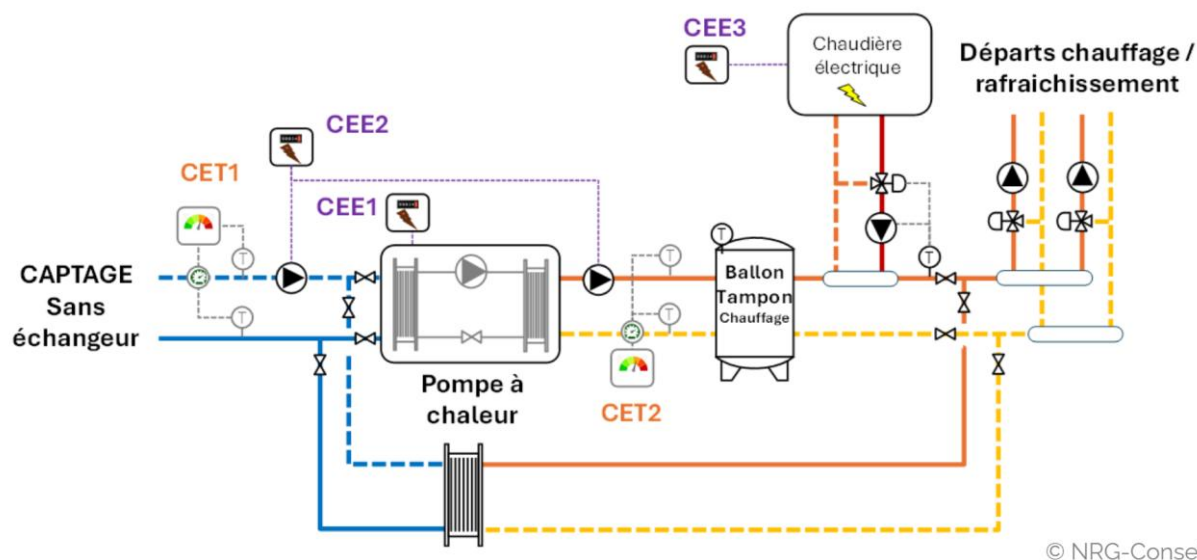 CEE3
Chaudière
électrique
Départs chauffage /
rafraichissement
CEE2
CET1
CEE1
T
T
T
T
T
T
CAPTAGE
Sans
échangeur
Ballon
Tampon
Chauffage
Pompe à
chaleur
CET2
© NRG-Conse